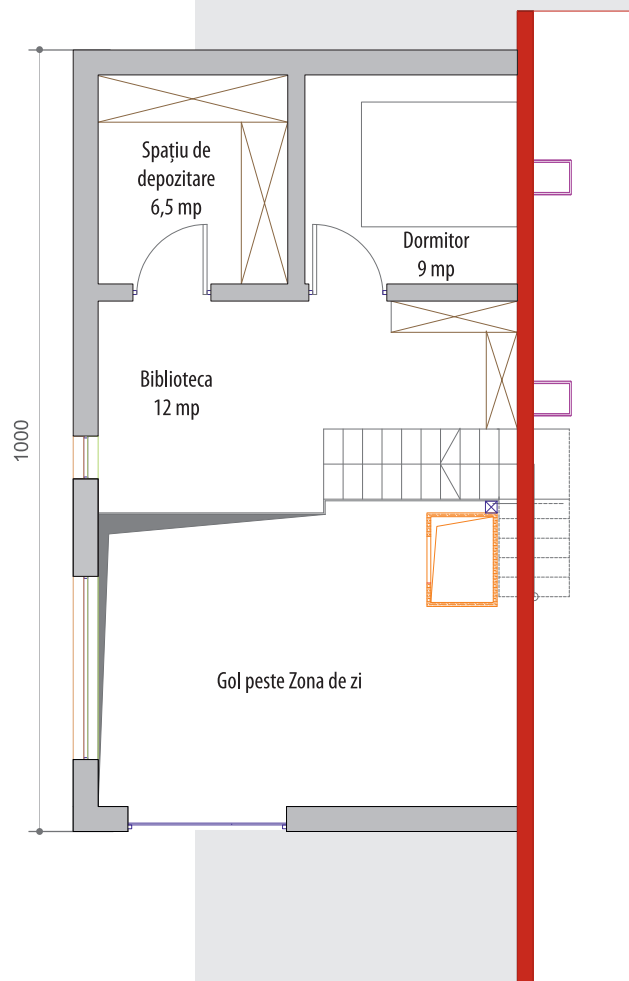 Spațiu de
depozitare
6,5 mp
Dormitor
9 mp
Biblioteca
12 mp
1000
Gol peste Zona de zi